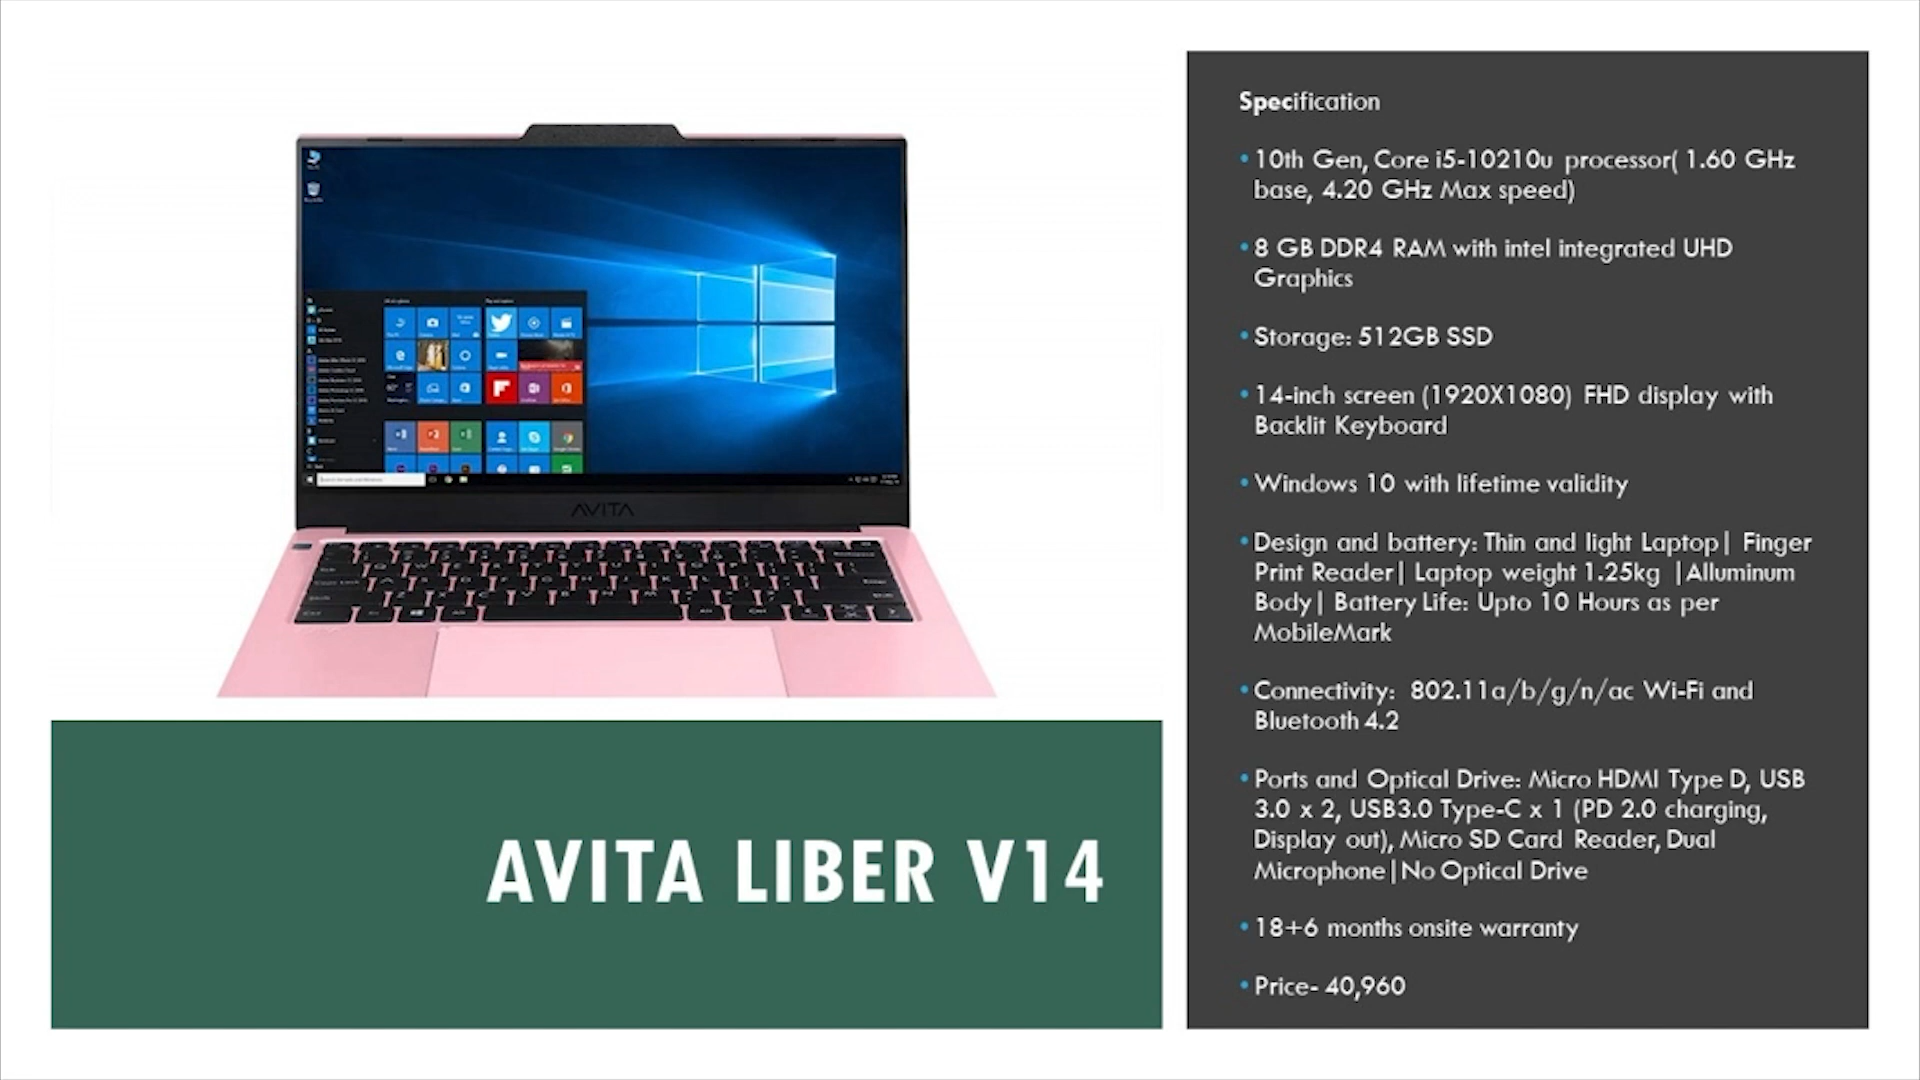 AVITA
AVITA LIBER V14
Specification
• 10th Gen, Core i5-10210u processor( 1.60 GHz
base, 4.20 GHz Max speed)
• 8 GB DDR4 RAM with intel integrated UHD
Graphics
• Storage: 512GB SSD
• 14-inch screen (1920X1080) FHD display with
Backlit Keyboard
• Windows 10 with lifetime validity
• Design and battery: Thin and light Laptop| Finger
Print Reader| Laptop weight 1.25kg |Alluminum
Body| Battery Life: Upto 10 Hours as per
MobileMark
• Connectivity: 802.11a/b/g/n/ac Wi-Fi and
Bluetooth 4.2
• Ports and Optical Drive: Micro HDMI Type D, USB
3.0 x 2, USB3.0 Type-C x 1 (PD 2.0 charging,
Display out), Micro SD Card Reader, Dual
Microphone|No Optical Drive
• 18+6 months onsite warranty
• Price- 40,960